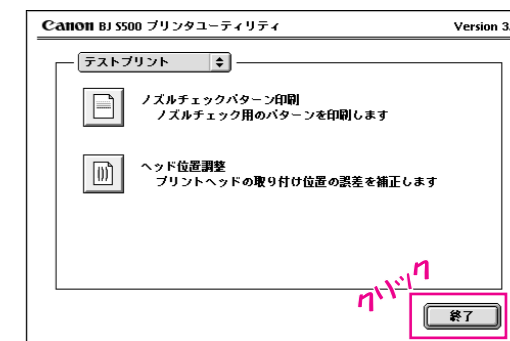 Canon BJ S500 プリンタユーティリティ Version 3.
テストプリント
ノズルチェックパターン印刷
ノズルチェック用のパターンを印刷します
ヘッド位置調整
プリントヘッドの取り付け位置の誤差を補正します
クリック
終了